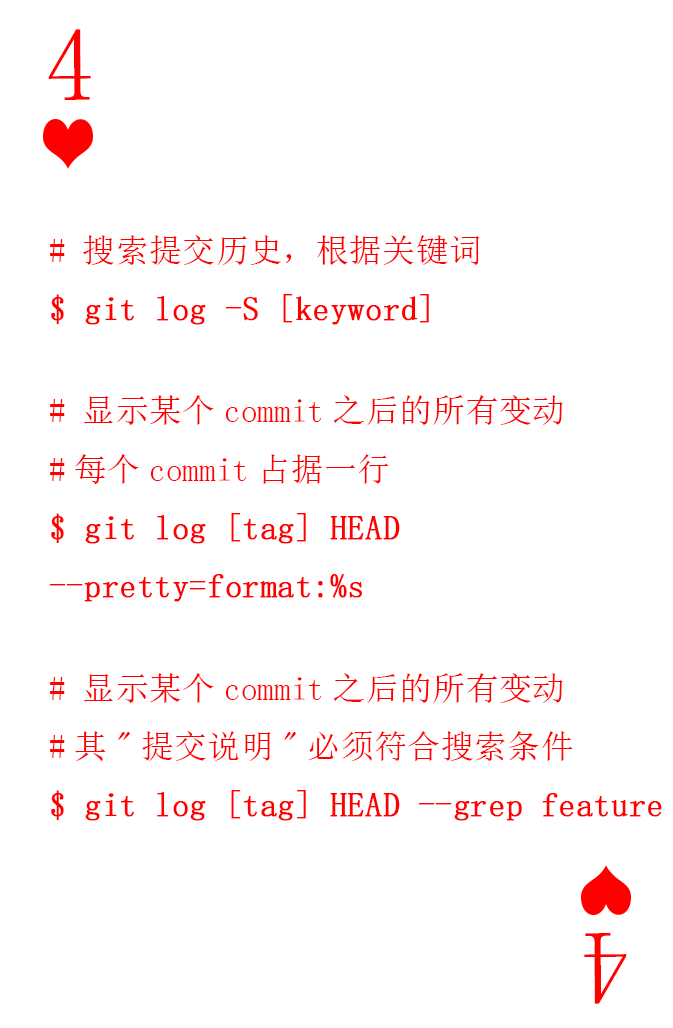 4
# 搜索提交历史，根据关键词
$ git log -S [keyword]
# 显示某个 commit 之后的所有变动
# 每个 commit 占据一行
$ git log [tag] HEAD
--pretty=format:%s
# 显示某个 commit 之后的所有变动
# 其"提交说明"必须符合搜索条件
$ git log [tag] HEAD --grep feature
4